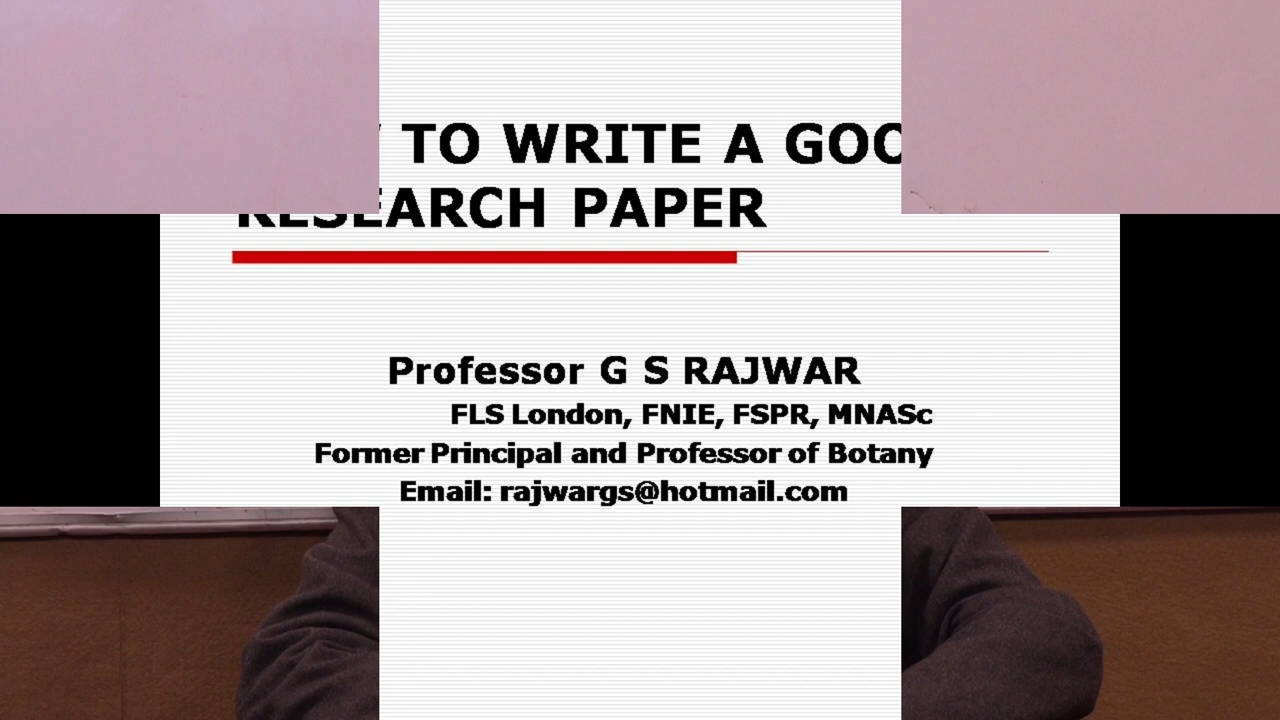 TO WRITE A
RESEARCH PAPER
Professor G S RAJWAR
FLS London, FNIE, FSPR, MNASc
Former Principal and Professor of Botany
Email: rajwargs@hotmail.com